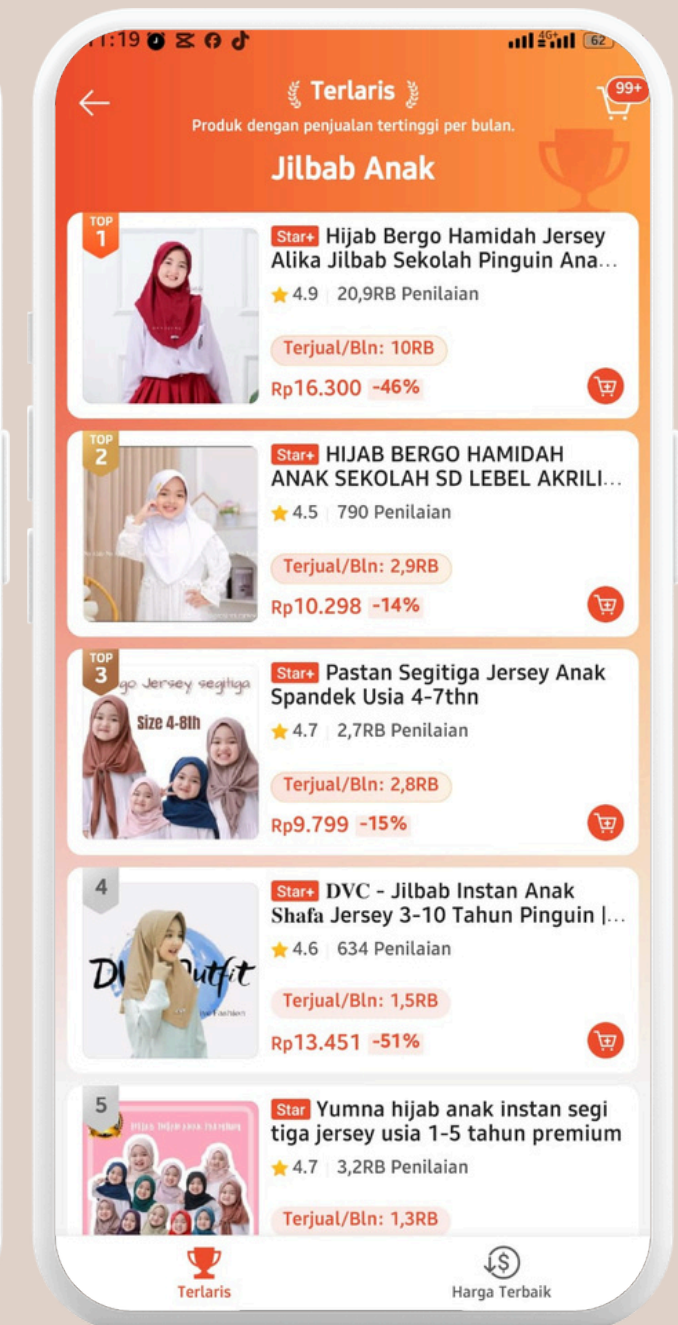 11:19
4G+
62
Terlaris
99+
Produk dengan penjualan tertinggi per bulan.
Jilbab Anak
TOP
1
Star+ Hijab Bergo Hamidah Jersey
Alika Jilbab Sekolah Pinguin Ana...
4.9 20,9RB Penilaian
Terjual/Bln: 10RB
Rp16.300 -46%
TOP
2
Star+ HIJAB BERGO HAMIDAH
ANAK SEKOLAH SD LEBEL AKRILI...
4.5 790 Penilaian
Terjual/Bln: 2,9RB
Rp10.298 -14%
TOP
3
go Jersey segitiga
Size 4-8th
Star+ Pastan Segitiga Jersey Anak
Spandek Usia 4-7thn
4.7 2,7RB Penilaian
Terjual/Bln: 2,8RB
Rp9.799 -15%
4
Star+ DVC - Jilbab Instan Anak
Shafa Jersey 3-10 Tahun Pinguin |...
4.6 634 Penilaian
Terjual/Bln: 1,5RB
Rp13.451 -51%
5
Star Yumna hijab anak instan segi
tiga jersey usia 1-5 tahun premium
4.7 3,2RB Penilaian
Terjual/Bln: 1,3RB
Terlaris
Harga Terbaik